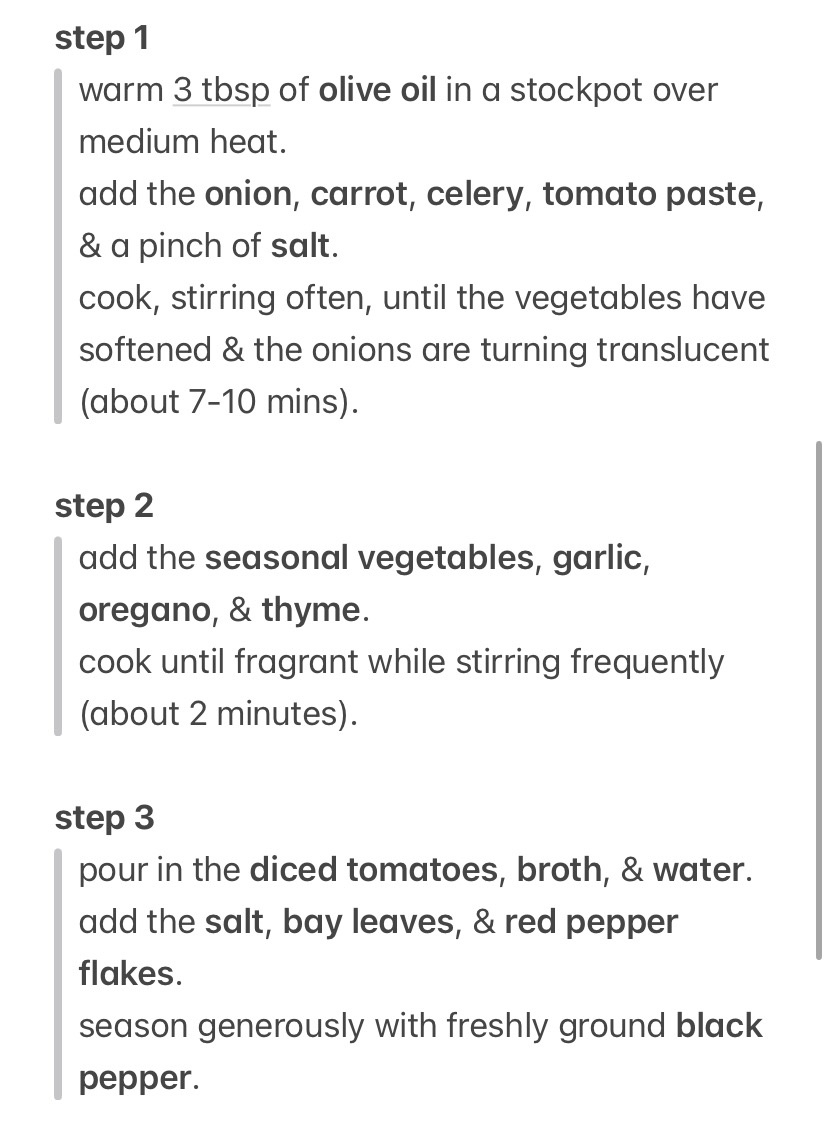 step 1
warm 3 tbsp of olive oil in a stockpot over
medium heat.
add the onion, carrot, celery, tomato paste,
& a pinch of salt.
cook, stirring often, until the vegetables have
softened & the onions are turning translucent
(about 7-10 mins).
step 2
add the seasonal vegetables, garlic,
oregano, & thyme.
cook until fragrant while stirring frequently
(about 2 minutes).
step 3
pour in the diced tomatoes, broth, & water.
add the salt, bay leaves, & red pepper
flakes.
season generously with freshly ground black
pepper.